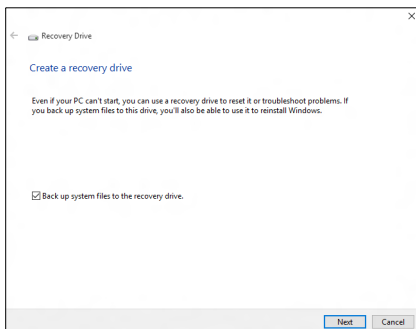 Recovery Drive
Create a recovery drive
Even if your PC can't start, you can use a recovery drive to reset it or troubleshoot problems. If
you back up system files to this drive, you'll also be able to use it to reinstall Windows.
Back up system files to the recovery drive.
Next Cancel